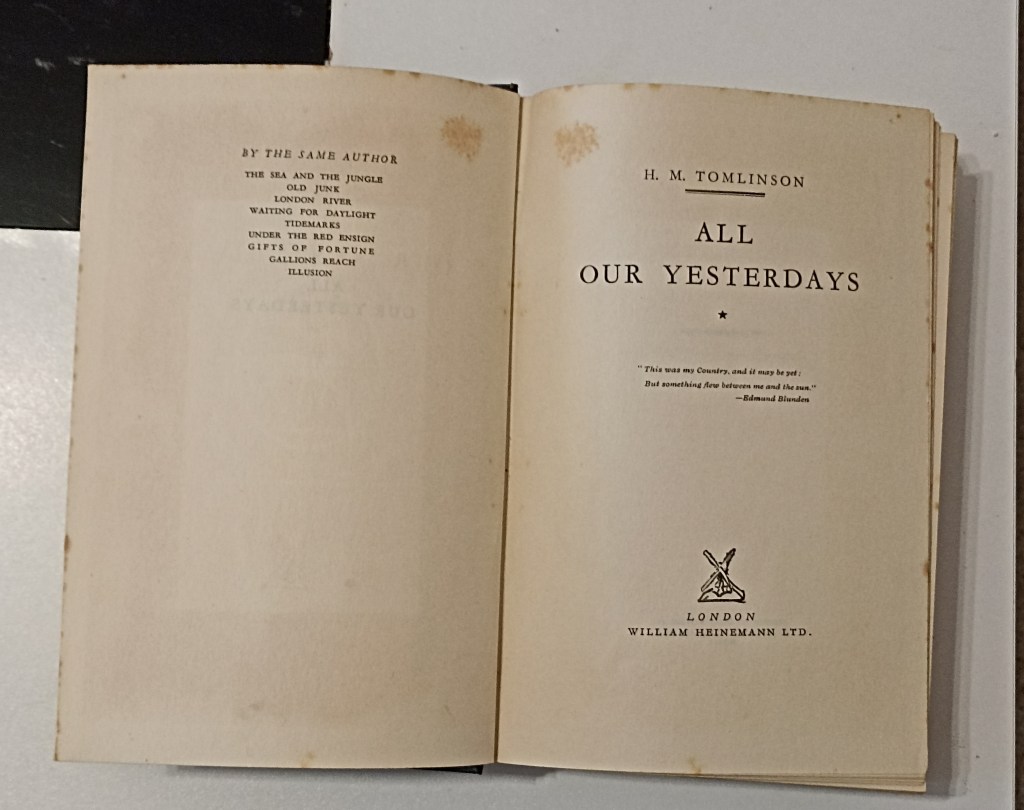 BY THE SAME AUTHOR
THE SEA AND THE JUNGLE
OLD JUNK
LONDON RIVER
WAITING FOR DAYLIGHT
TIDEMARKS
UNDER THE RED ENSIGN
GIFTS OF FORTUNE
GALLIONS REACH
ILLUSION
H. M. TOMLINSON
ALL
OUR YESTERDAYS
"This was my Country, and it may be yet;
But something flew between me and the sun."
—Edmund Blunden
LONDON
WILLIAM HEINEMANN LTD.